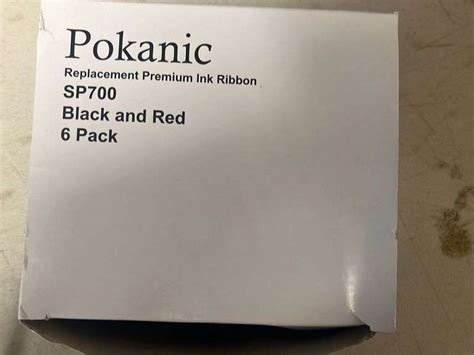 Pokanic
Replacement Premium Ink Ribbon
SP700
Black and Red
6 Pack